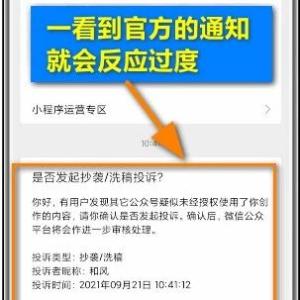 一看到官方的通知
就会反应过度
小程序运营专区
10:41
是否发起抄袭/洗稿投诉?
你好,有用户发现其它公众号疑似未经授权使用了你创
作的内容,请你确认是否发起投诉。确认后,微信公众
平台将会作进一步审核处理。
投诉类型:抄袭/洗稿
投诉者昵称:和风
投诉时间:2021年09月21日 10:41:12